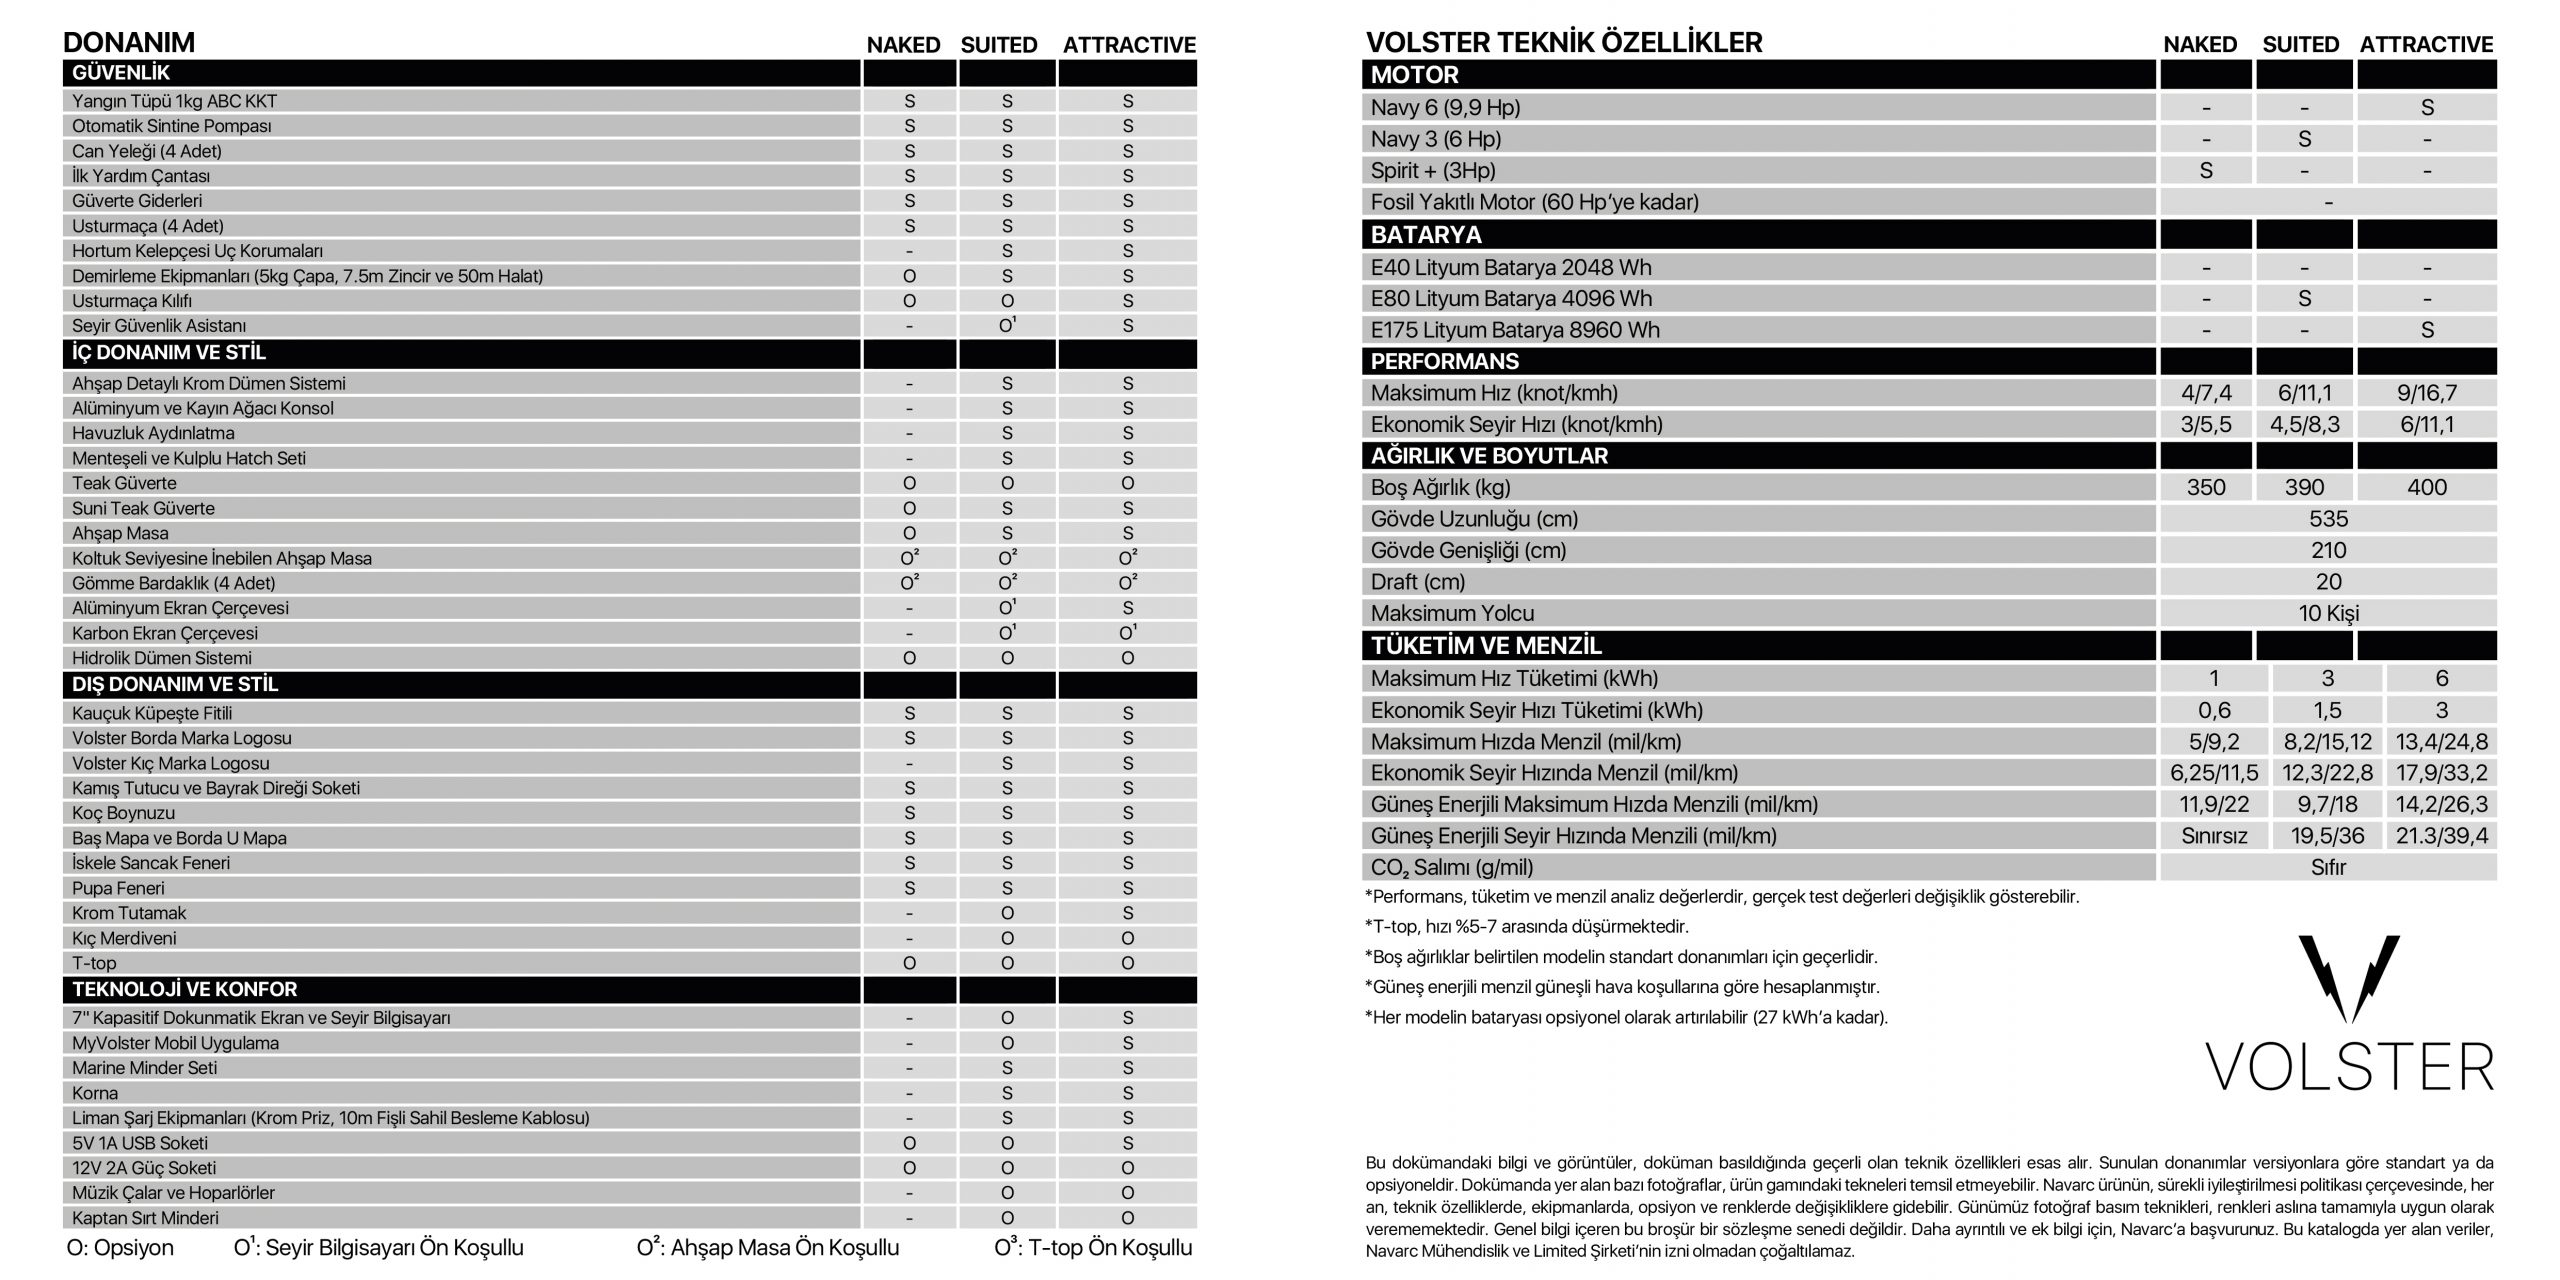 DONANIM NAKED SUITED ATTRACTIVE
GÜVENLİK
Yangın Tüpü 1kg ABC KKT S S S
Otomatik Sintine Pompası S S S
Can Yeleği (4 Adet) S S S
İlk Yardım Çantası S S S
Güverte Giderleri S S S
Usturmaça (4 Adet) S S S
Hortum Kelepçesi Uç Korumaları - S S
Demirleme Ekipmanları (5kg Çapa, 7.5m Zincir ve 50m Halat) O S S
Usturmaça Kılıfı O O S
Seyir Güvenlik Asistanı - O¹ S
İÇ DONANIM VE STİL
Ahşap Detaylı Krom Dümen Sistemi - S S
Alüminyum ve Kayın Ağacı Konsol - S S
Havuzluk Aydınlatma - S S
Menteşeli ve Kulplu Hatch Seti - S S
Teak Güverte O O O
Suni Teak Güverte O S S
Ahşap Masa O S S
Koltuk Seviyesine İnebilen Ahşap Masa O² O² O²
Gömme Bardaklık (4 Adet) O² O² O²
Alüminyum Ekran Çerçevesi - O¹ S
Karbon Ekran Çerçevesi - O¹ O¹
Hidrolik Dümen Sistemi O O O
DIŞ DONANIM VE STİL
Kauçuk Küpeşte Fitili S S S
Volster Borda Marka Logosu S S S
Volster Kıç Marka Logosu - S S
Kamış Tutucu ve Bayrak Direği Soketi S S S
Koç Boynuzu S S S
Baş Mapa ve Borda U Mapa S S S
İskele Sancak Feneri S S S
Pupa Feneri S S S
Krom Tutamak - O S
Kıç Merdiveni - O O
T-top O O O
TEKNOLOJİ VE KONFOR
7" Kapasitif Dokunmatik Ekran ve Seyir Bilgisayarı - O S
MyVolster Mobil Uygulama - O S
Marine Minder Seti - S S
Korna - S S
Liman Şarj Ekipmanları (Krom Priz, 10m Fişli Sahil Besleme Kablosu) - S S
5V 1A USB Soketi O O S
12V 2A Güç Soketi O O O
Müzik Çalar ve Hoparlörler - O O
Kaptan Sırt Minderi - O O
O: Opsiyon O¹: Seyir Bilgisayarı Ön Koşullu O²: Ahşap Masa Ön Koşullu O³: T-top Ön Koşullu
VOLSTER TEKNİK ÖZELLİKLER NAKED SUITED ATTRACTIVE
MOTOR
Navy 6 (9,9 Hp) - - S
Navy 3 (6 Hp) - S -
Spirit + (3Hp) S - -
Fosil Yakıtlı Motor (60 Hp'ye kadar) -
BATARYA
E40 Lityum Batarya 2048 Wh - - -
E80 Lityum Batarya 4096 Wh - S -
E175 Lityum Batarya 8960 Wh - - S
PERFORMANS
Maksimum Hız (knot/kmh) 4/7,4 6/11,1 9/16,7
Ekonomik Seyir Hızı (knot/kmh) 3/5,5 4,5/8,3 6/11,1
AĞIRLIK VE BOYUTLAR
Boş Ağırlık (kg) 350 390 400
Gövde Uzunluğu (cm) 535
Gövde Genişliği (cm) 210
Draft (cm) 20
Maksimum Yolcu 10 Kişi
TÜKETİM VE MENZİL
Maksimum Hız Tüketimi (kWh) 1 3 6
Ekonomik Seyir Hızı Tüketimi (kWh) 0,6 1,5 3
Maksimum Hızda Menzil (mil/km) 5/9,2 8,2/15,12 13,4/24,8
Ekonomik Seyir Hızında Menzil (mil/km) 6,25/11,5 12,3/22,8 17,9/33,2
Güneş Enerjili Maksimum Hızda Menzili (mil/km) 11,9/22 9,7/18 14,2/26,3
Güneş Enerjili Seyir Hızında Menzili (mil/km) Sınırsız 19,5/36 21.3/39,4
CO₂ Salımı (g/mil) Sıfır
*Performans, tüketim ve menzil analiz değerlerdir, gerçek test değerleri değişiklik gösterebilir.
*T-top, hızı %5-7 arasında düşürmektedir.
*Boş ağırlıklar belirtilen modelin standart donanımları için geçerlidir.
*Güneş enerjili menzil güneşli hava koşullarına göre hesaplanmıştır.
*Her modelin bataryası opsiyonel olarak artırılabilir (27 kWh'a kadar).
VOLSTER
Bu dokümandaki bilgi ve görüntüler, doküman basıldığında geçerli olan teknik özellikleri esas alır. Sunulan donanımlar versiyonlara göre standart ya da
opsiyoneldir. Dokümanda yer alan bazı fotoğraflar, ürün gamındaki tekneleri temsil etmeyebilir. Navarc ürünün, sürekli iyileştirilmesi politikası çerçevesinde, her
an, teknik özelliklerde, ekipmanlarda, opsiyon ve renklerde değişikliklere gidebilir. Günümüz fotoğraf basım teknikleri, renkleri aslına tamamıyla uygun olarak
verememektedir. Genel bilgi içeren bu broşür bir sözleşme senedi değildir. Daha ayrıntılı ve ek bilgi için, Navarc'a başvurunuz. Bu katalogda yer alan veriler,
Navarc Mühendislik ve Limited Şirketi'nin izni olmadan çoğaltılamaz.